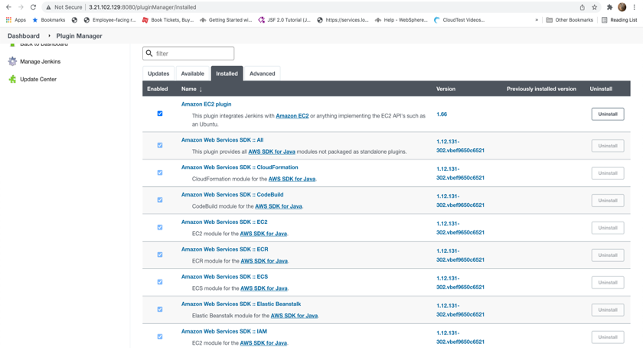 Not Secure | 3.21.102.129:8080/pluginManager/installed
Apps Bookmarks Employee-facing r... Book Tickets, Buy... Getting Started wi... JSF 2.0 Tutorial (J... https://services.lo... Help - WebSphere... CloudTest Videos... » Other Bookmarks Reading List
Dashboard Plugin Manager
Back to Dashboard
Manage Jenkins
Update Center
filter
Updates Available Installed Advanced
Enabled Name ↓ Version Previously installed version Uninstall
Amazon EC2 plugin
This plugin integrates Jenkins with Amazon EC2 or anything implementing the EC2 API's such as
an Ubuntu.
1.66
Uninstall
Amazon Web Services SDK :: All
This plugin provides all AWS SDK for Java modules not packaged as standalone plugins.
1.12.131-
302.vbef9650c6521
Uninstall
Amazon Web Services SDK :: CloudFormation
CloudFormation module for the AWS SDK for Java.
1.12.131-
302.vbef9650c6521
Uninstall
Amazon Web Services SDK :: CodeBuild
CodeBuild module for the AWS SDK for Java.
1.12.131-
302.vbef9650c6521
Uninstall
Amazon Web Services SDK :: EC2
EC2 module for the AWS SDK for Java.
1.12.131-
302.vbef9650c6521
Uninstall
Amazon Web Services SDK :: ECR
ECR module for the AWS SDK for Java.
1.12.131-
302.vbef9650c6521
Uninstall
Amazon Web Services SDK :: ECS
ECS module for the AWS SDK for Java.
1.12.131-
302.vbef9650c6521
Uninstall
Amazon Web Services SDK :: Elastic Beanstalk
Elastic Beanstalk module for the AWS SDK for Java.
1.12.131-
302.vbef9650c6521
Uninstall
Amazon Web Services SDK :: IAM
EC2 module for the AWS SDK for Java.
1.12.131-
302.vbef9650c6521
Uninstall